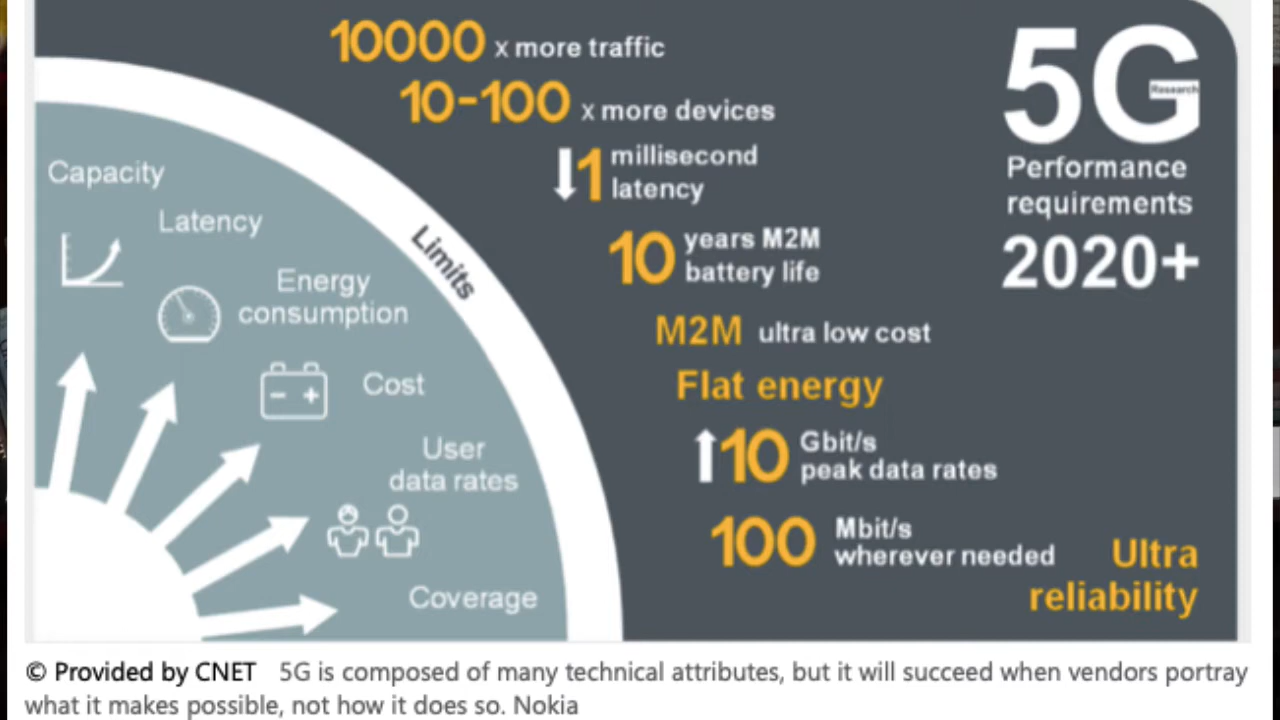 10000 x more traffic
10-100 x more devices
1 millisecond
latency
10 years M2M
battery life
M2M ultra low cost
Flat energy
10 Gbit/s
peak data rates
100 Mbit/s
wherever needed
Ultra
reliability
5G
Research
Performance
requirements
2020+
Limits
Capacity
Latency
Energy
consumption
Cost
User
data rates
Coverage
© Provided by CNET 5G is composed of many technical attributes, but it will succeed when vendors portray
what it makes possible, not how it does so. Nokia